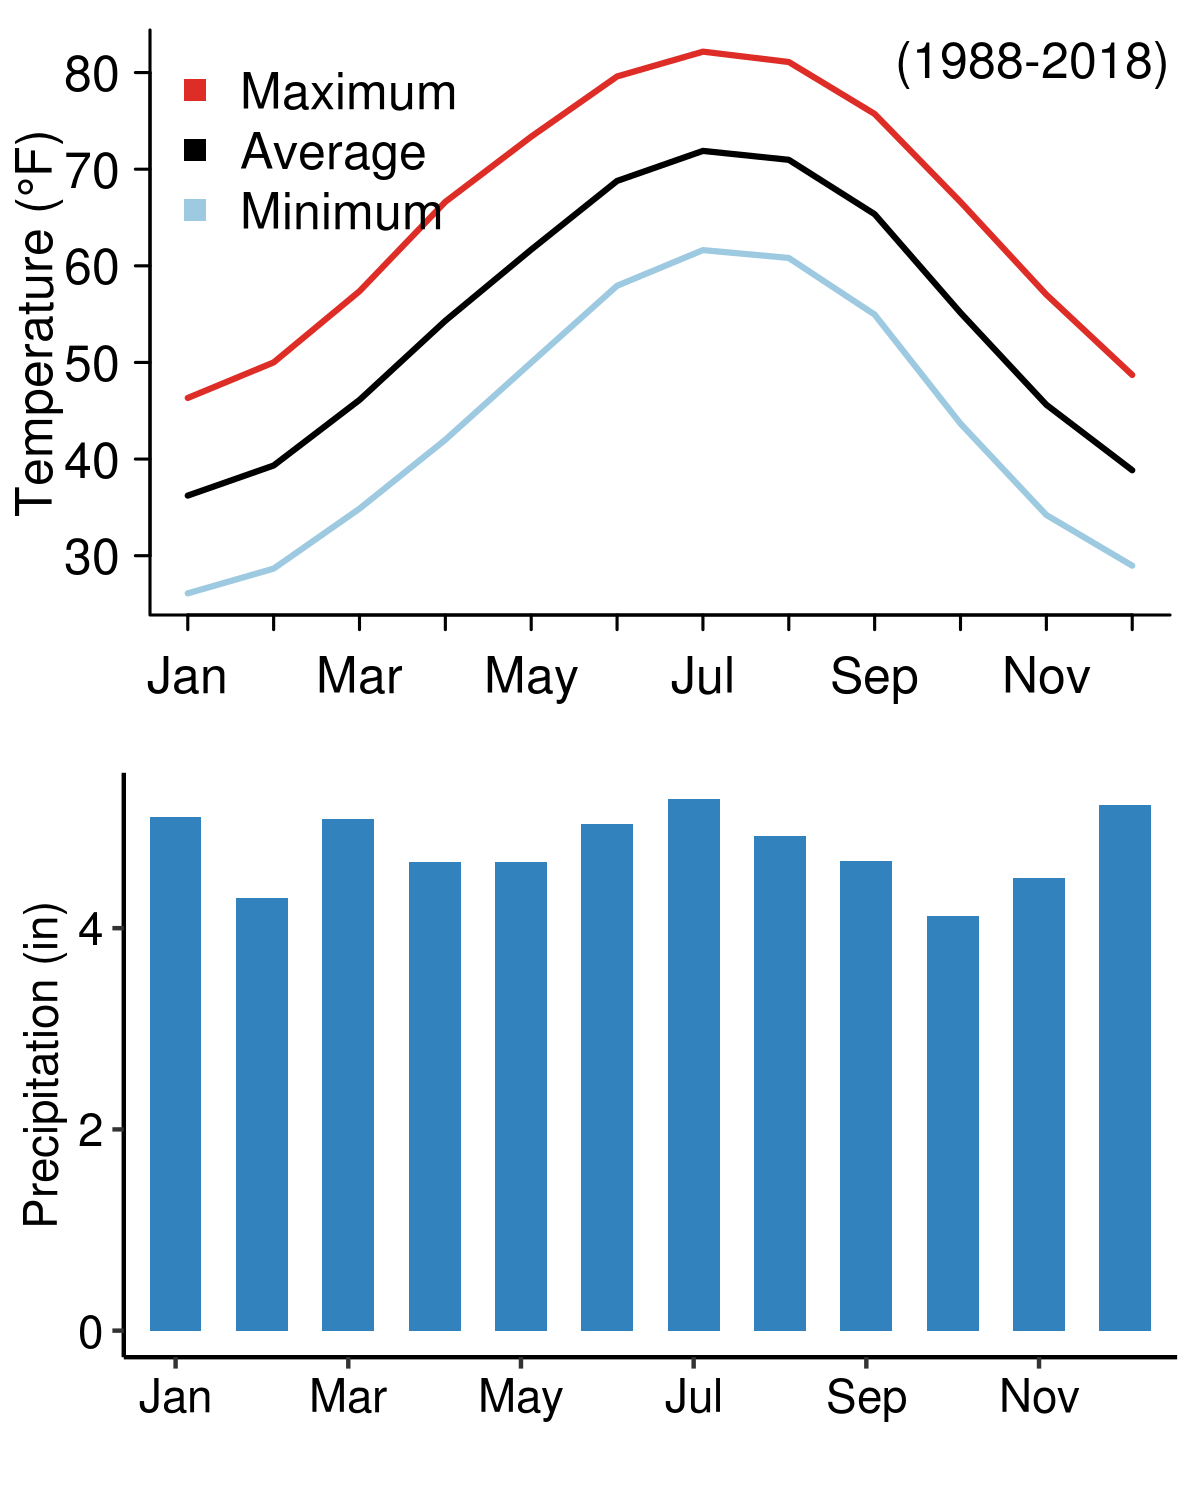 (1988-2018)
Maximum
Average
Minimum
Temperature (°F)
80
70
60
50
40
30
Jan Mar May Jul Sep Nov
Precipitation (in)
4
2
0
Jan Mar May Jul Sep Nov